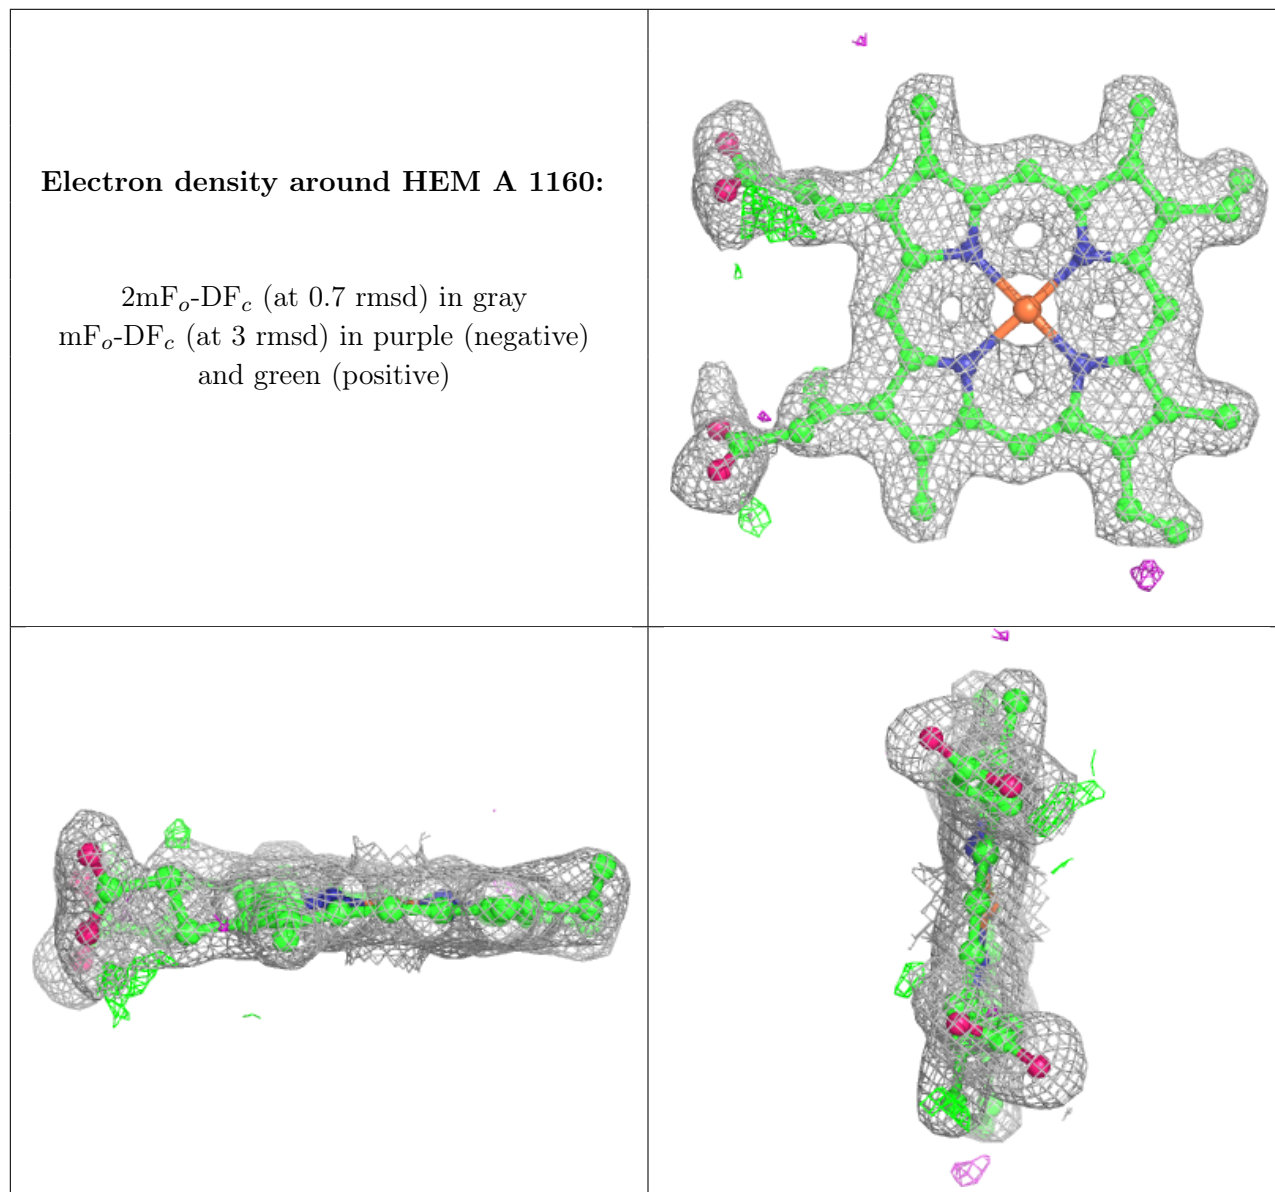 Electron density around HEM A 1160:
2mFₒ-DF𝑐 (at 0.7 rmsd) in gray
mFₒ-DF𝑐 (at 3 rmsd) in purple (negative)
and green (positive)